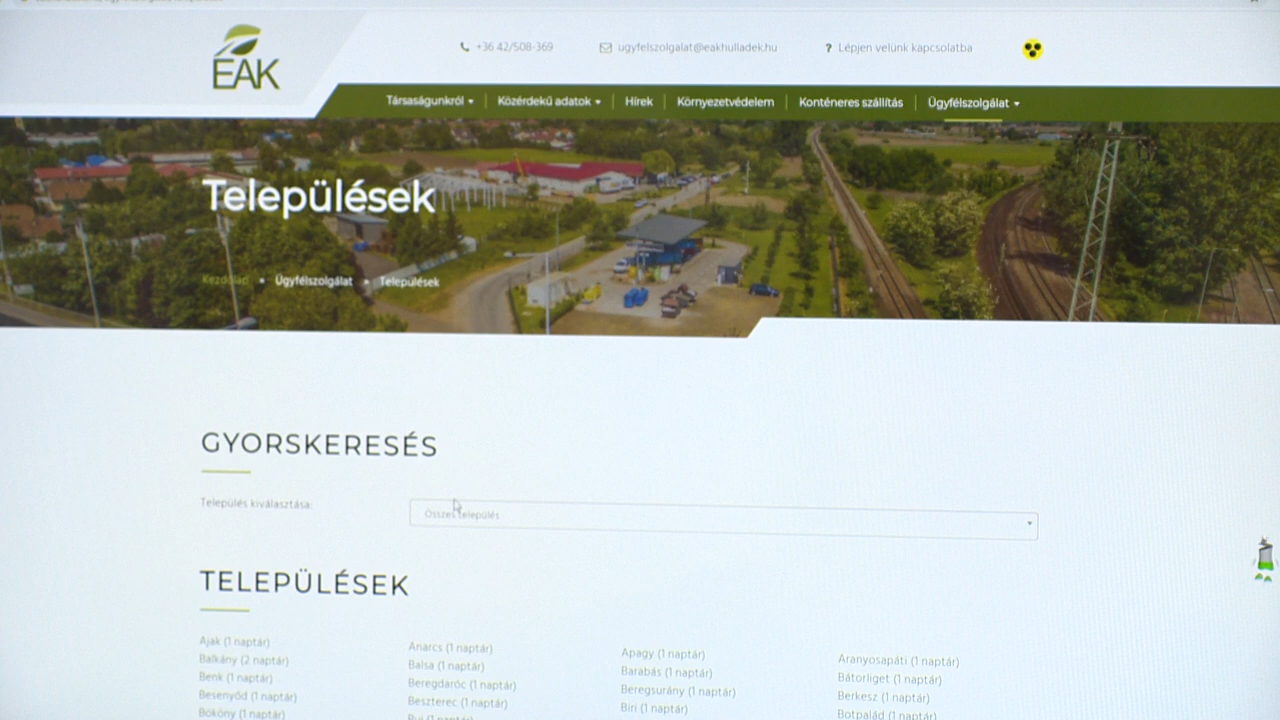 EAK
+36 42/508-369
ugyfelszolgalat@eakhulladek.hu
? Lépjen velünk kapcsolatba
Társaságunkról
Közérdekű adatok
Hírek
Környezetvédelem
Konténeres szállítás
Ügyfélszolgálat
Települések
Kezdőlap » Ügyfélszolgálat » Települések
GYORSKERESÉS
Település kiválasztása:
Összes település
TELEPÜLÉSEK
Ajak (1 naptár) Anarcs (1 naptár) Apagy (1 naptár) Aranyosapáti (1 naptár)
Balkány (2 naptár) Balsa (1 naptár) Barabás (1 naptár) Bátorliget (1 naptár)
Benk (1 naptár) Beregdaróc (1 naptár) Beregsurány (1 naptár) Berkesz (1 naptár)
Besenyőd (1 naptár) Beszterec (1 naptár) Biri (1 naptár) Botpalád (1 naptár)
Bököny (1 naptár)